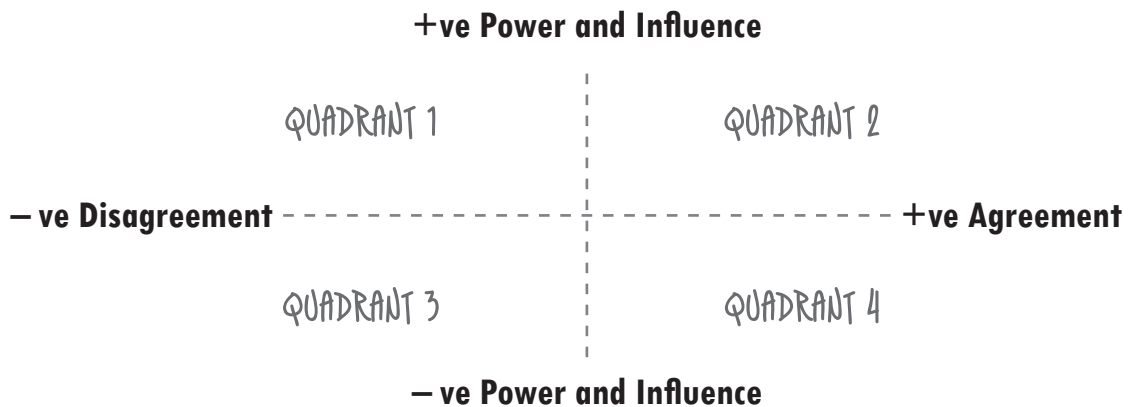 +ve Power and Influence
QUADRANT 1
QUADRANT 2
– ve Disagreement
+ve Agreement
QUADRANT 3
QUADRANT 4
– ve Power and Influence